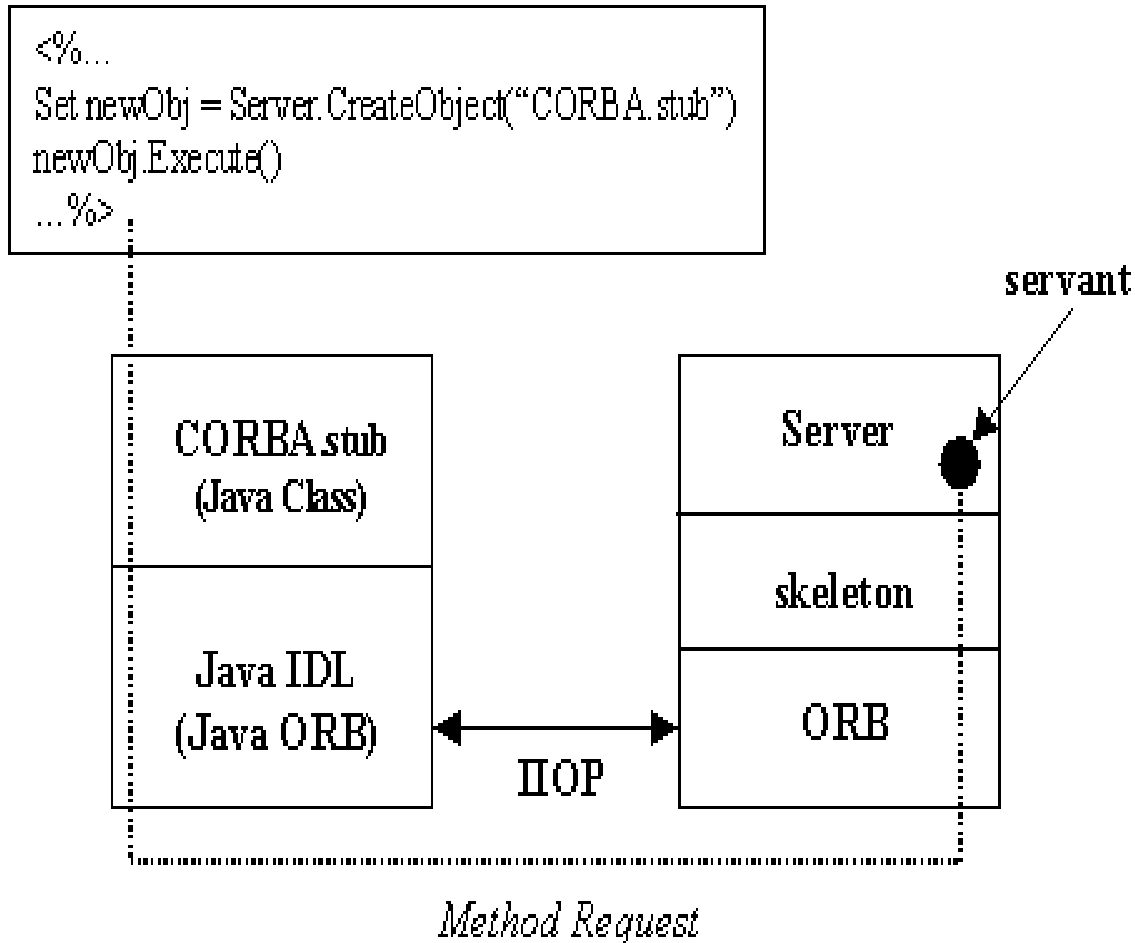 <%...
Set newObj = Server.CreateObject(“CORBA.stub”)
newObj.Execute()
...%>
servant
CORBA.stub
(Java Class)
Server
skeleton
Java IDL
(Java ORB)
ORB
IIOP
Method Request